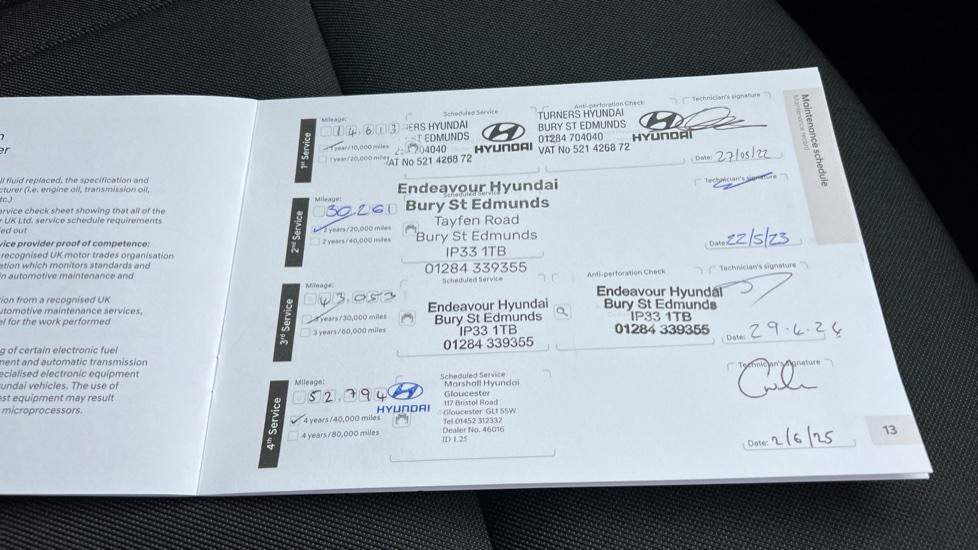 ll fluid replaced, the specification and
cturer (i.e. engine oil, transmission oil,
tc.)
ervice check sheet showing that all of the
r UK Ltd. service schedule requirements
ied out
vice provider proof of competence:
recognised UK motor trades organisation
ation which monitors standards and
in automotive maintenance and
ion from a recognised UK
utomotive maintenance services,
el for the work performed
g of certain electronic fuel
ment and automatic transmission
ecialised electronic equipment
undai vehicles. The use of
est equipment may result
microprocessors.
Maintenance schedule
Maintenance record
1st Service
Mileage:
14613
1 year/10,000 miles
1 year/20,000 miles
Scheduled Service
ERS HYUNDAI
T EDMUNDS
704040
VAT No 521 4268 72
HYUNDAI
Anti-perforation Check
TURNERS HYUNDAI
BURY ST EDMUNDS
01284 704040
VAT No 521 4268 72
HYUNDAI
Technician's signature
Date: 27/05/22
2nd Service
Mileage:
30,261
2 years/20,000 miles
2 years/40,000 miles
Scheduled Service
Endeavour Hyundai
Bury St Edmunds
Tayfen Road
Bury St Edmunds
IP33 1TB
01284 339355
Technician's signature
Date: 22/5/23
3rd Service
Mileage:
43,053
3 years/30,000 miles
3 years/60,000 miles
Scheduled Service
Endeavour Hyundai
Bury St Edmunds
IP33 1TB
01284 339355
Anti-perforation Check
Endeavour Hyundai
Bury St Edmunds
IP33 1TB
01284 339355
Technician's signature
Date: 29.4.24
4th Service
Mileage:
52,794
4 years/40,000 miles
4 years/80,000 miles
HYUNDAI
Scheduled Service
Marshall Hyundai
Gloucester
117 Bristol Road
Gloucester GL1 5SW
Tel 01452 312332
Dealer No. 46016
ID 1.25
Technician's signature
Date: 2/6/25
13